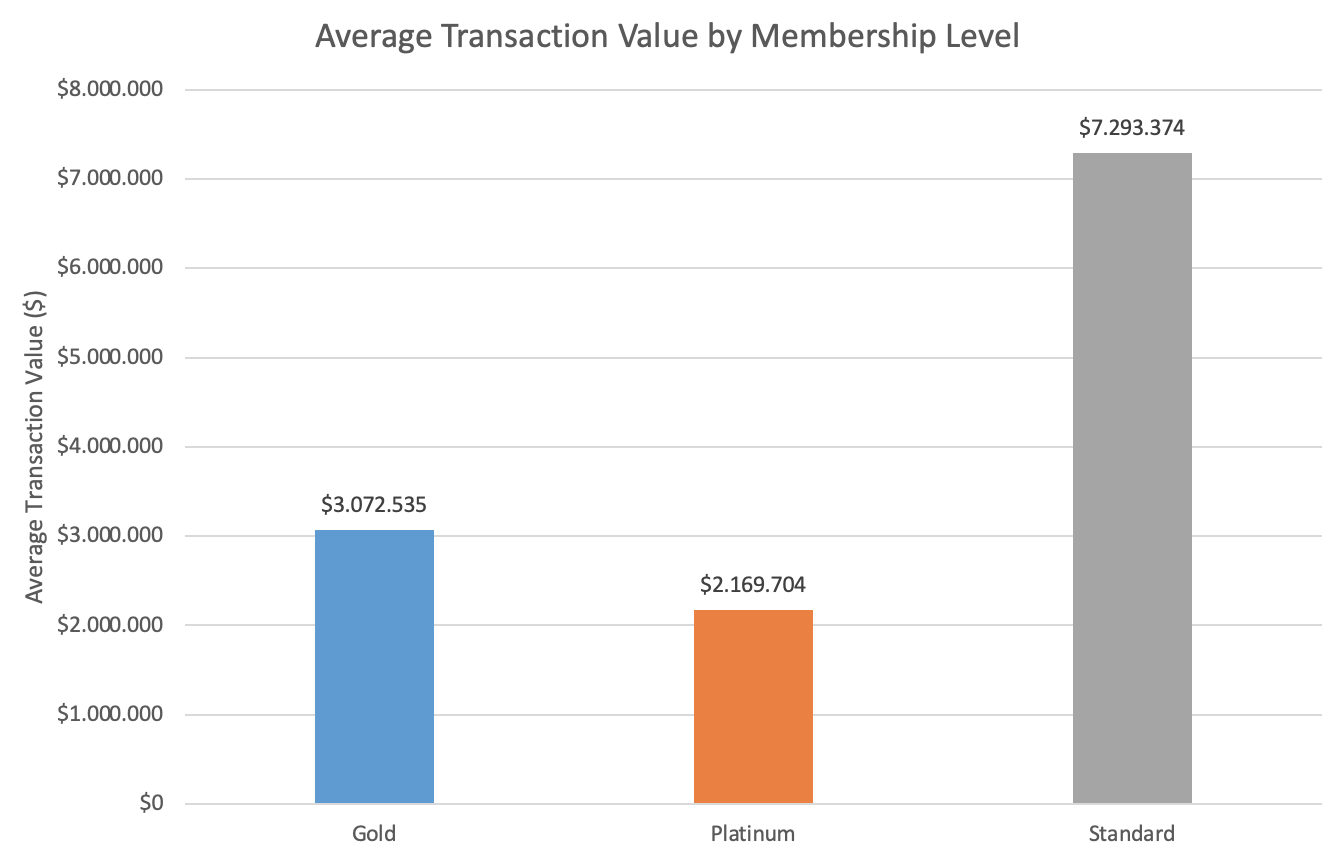 Average Transaction Value by Membership Level
Average Transaction Value ($)
$8.000.000
$7.000.000
$6.000.000
$5.000.000
$4.000.000
$3.000.000
$2.000.000
$1.000.000
$0
$3.072.535
$2.169.704
$7.293.374
Gold
Platinum
Standard